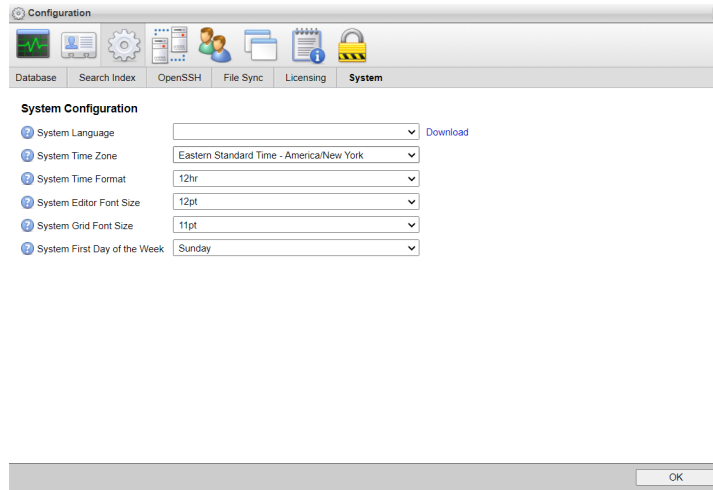 Configuration
Database Search Index OpenSSH File Sync Licensing System
System Configuration
? System Language Download
? System Time Zone Eastern Standard Time - America/New York
? System Time Format 12hr
? System Editor Font Size 12pt
? System Grid Font Size 11pt
? System First Day of the Week Sunday
OK